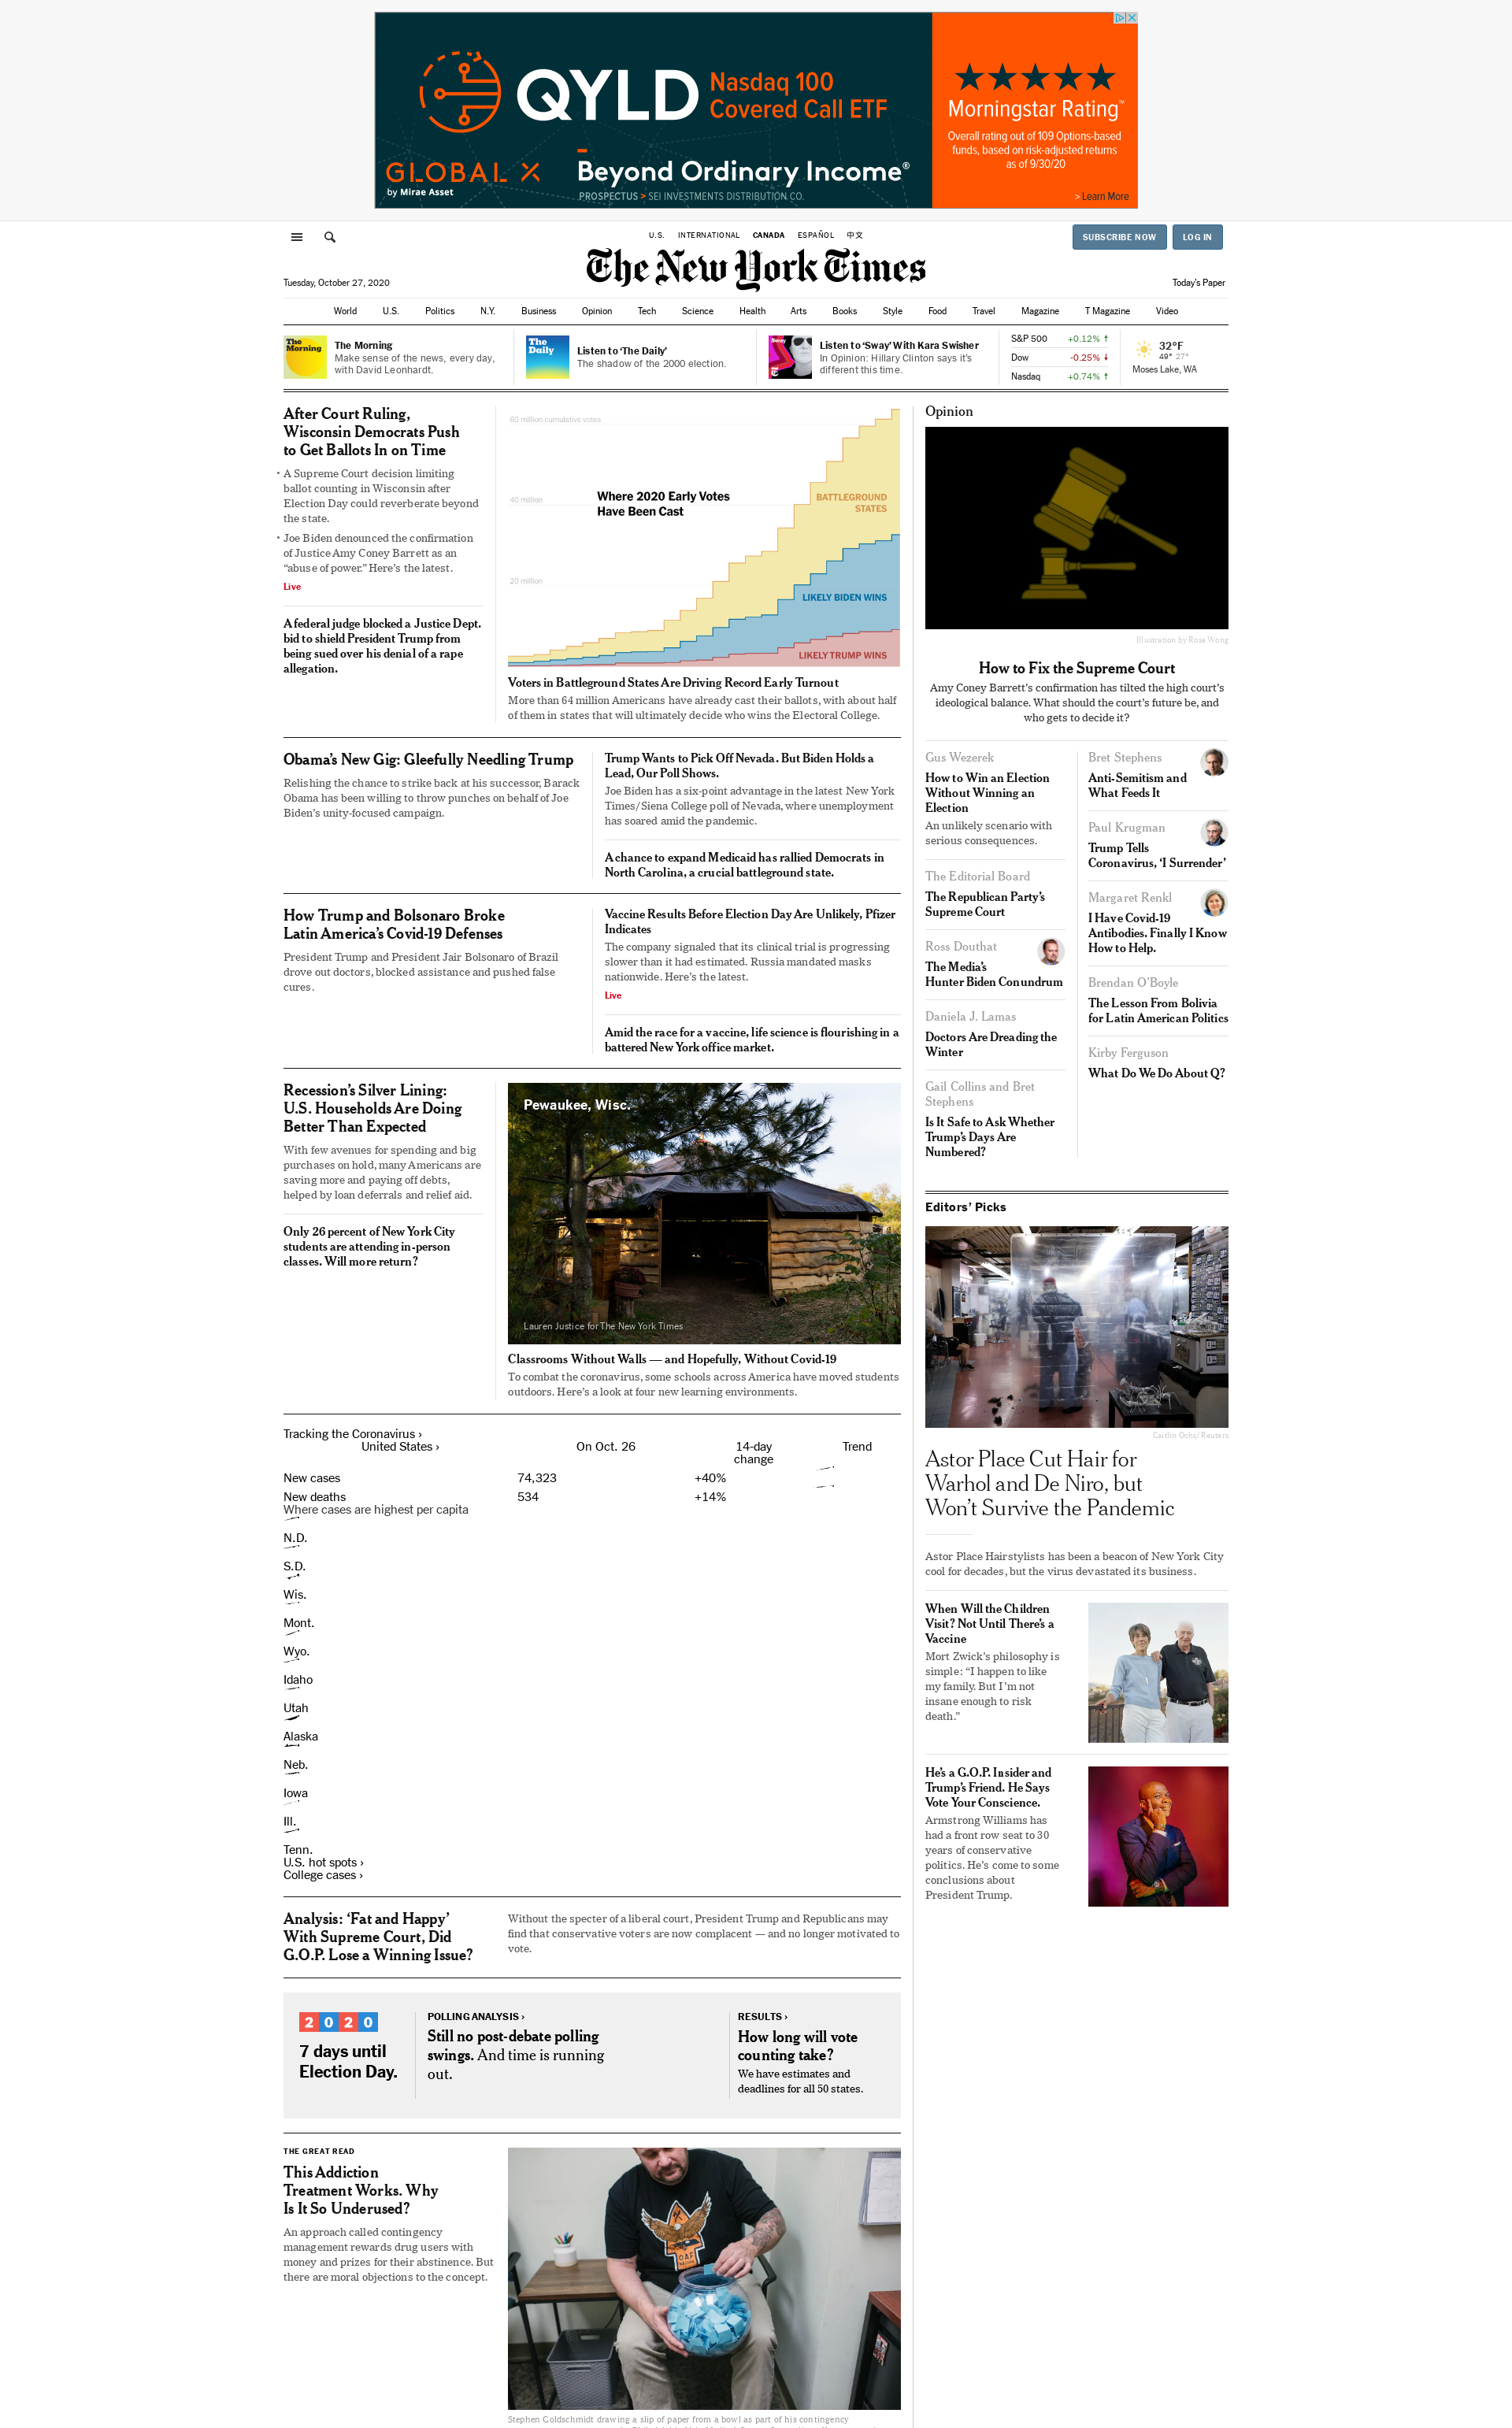 QYLD
Nasdaq 100
Covered Call ETF
GLOBAL X
by Mirae Asset
Beyond Ordinary Income®
PROSPECTUS > SEI INVESTMENTS DISTRIBUTION CO.
Morningstar Rating™
Overall rating out of 109 Options-based
funds, based on risk-adjusted returns
as of 9/30/20
> Learn More
U.S. INTERNATIONAL CANADA ESPAÑOL 中文
SUBSCRIBE NOW LOG IN
The New York Times
Tuesday, October 27, 2020
Today's Paper
World U.S. Politics N.Y. Business Opinion Tech Science Health Arts Books Style Food Travel Magazine T Magazine Video
The Morning
The Morning
Make sense of the news, every day,
with David Leonhardt.
The Daily
Listen to 'The Daily'
The shadow of the 2000 election.
Sway
Listen to 'Sway' With Kara Swisher
In Opinion: Hillary Clinton says it's
different this time.
S&P 500 +0.12% ↑
Dow -0.25% ↓
Nasdaq +0.74% ↑
32°F
49° 27°
Moses Lake, WA
After Court Ruling,
Wisconsin Democrats Push
to Get Ballots In on Time
• A Supreme Court decision limiting
ballot counting in Wisconsin after
Election Day could reverberate beyond
the state.
• Joe Biden denounced the confirmation
of Justice Amy Coney Barrett as an
“abuse of power.” Here’s the latest.
Live
A federal judge blocked a Justice Dept.
bid to shield President Trump from
being sued over his denial of a rape
allegation.
60 million cumulative votes
40 million
20 million
Where 2020 Early Votes
Have Been Cast
BATTLEGROUND
STATES
LIKELY BIDEN WINS
LIKELY TRUMP WINS
Voters in Battleground States Are Driving Record Early Turnout
More than 64 million Americans have already cast their ballots, with about half
of them in states that will ultimately decide who wins the Electoral College.
Obama’s New Gig: Gleefully Needling Trump
Relishing the chance to strike back at his successor, Barack
Obama has been willing to throw punches on behalf of Joe
Biden’s unity-focused campaign.
Trump Wants to Pick Off Nevada. But Biden Holds a
Lead, Our Poll Shows.
Joe Biden has a six-point advantage in the latest New York
Times/Siena College poll of Nevada, where unemployment
has soared amid the pandemic.
A chance to expand Medicaid has rallied Democrats in
North Carolina, a crucial battleground state.
How Trump and Bolsonaro Broke
Latin America’s Covid-19 Defenses
President Trump and President Jair Bolsonaro of Brazil
drove out doctors, blocked assistance and pushed false
cures.
Vaccine Results Before Election Day Are Unlikely, Pfizer
Indicates
The company signaled that its clinical trial is progressing
slower than it had estimated. Russia mandated masks
nationwide. Here’s the latest.
Live
Amid the race for a vaccine, life science is flourishing in a
battered New York office market.
Recession’s Silver Lining:
U.S. Households Are Doing
Better Than Expected
With few avenues for spending and big
purchases on hold, many Americans are
saving more and paying off debts,
helped by loan deferrals and relief aid.
Only 26 percent of New York City
students are attending in-person
classes. Will more return?
Pewaukee, Wisc.
Lauren Justice for The New York Times
Classrooms Without Walls — and Hopefully, Without Covid-19
To combat the coronavirus, some schools across America have moved students
outdoors. Here’s a look at four new learning environments.
Tracking the Coronavirus ›
United States › On Oct. 26 14-day Trend
change
New cases 74,323 +40%
New deaths 534 +14%
Where cases are highest per capita
N.D.
S.D.
Wis.
Mont.
Wyo.
Idaho
Utah
Alaska
Neb.
Iowa
Ill.
Tenn.
U.S. hot spots ›
College cases ›
Analysis: ‘Fat and Happy’
With Supreme Court, Did
G.O.P. Lose a Winning Issue?
Without the specter of a liberal court, President Trump and Republicans may
find that conservative voters are now complacent — and no longer motivated to
vote.
2020
7 days until
Election Day.
POLLING ANALYSIS ›
Still no post-debate polling
swings. And time is running
out.
RESULTS ›
How long will vote
counting take?
We have estimates and
deadlines for all 50 states.
THE GREAT READ
This Addiction
Treatment Works. Why
Is It So Underused?
An approach called contingency
management rewards drug users with
money and prizes for their abstinence. But
there are moral objections to the concept.
Stephen Goldschmidt drawing a slip of paper from a bowl as part of his contingency
Opinion
Illustration by Rose Wong
How to Fix the Supreme Court
Amy Coney Barrett’s confirmation has tilted the high court’s
ideological balance. What should the court’s future be, and
who gets to decide it?
Gus Wezerek
How to Win an Election
Without Winning an
Election
An unlikely scenario with
serious consequences.
The Editorial Board
The Republican Party’s
Supreme Court
Ross Douthat
The Media’s
Hunter Biden Conundrum
Daniela J. Lamas
Doctors Are Dreading the
Winter
Gail Collins and Bret
Stephens
Is It Safe to Ask Whether
Trump’s Days Are
Numbered?
Bret Stephens
Anti-Semitism and
What Feeds It
Paul Krugman
Trump Tells
Coronavirus, ‘I Surrender’
Margaret Renkl
I Have Covid-19
Antibodies. Finally I Know
How to Help.
Brendan O’Boyle
The Lesson From Bolivia
for Latin American Politics
Kirby Ferguson
What Do We Do About Q?
Editors’ Picks
Caitlin Ochs/Reuters
Astor Place Cut Hair for
Warhol and De Niro, but
Won’t Survive the Pandemic
Astor Place Hairstylists has been a beacon of New York City
cool for decades, but the virus devastated its business.
When Will the Children
Visit? Not Until There’s a
Vaccine
Mort Zwick’s philosophy is
simple: “I happen to like
my family. But I’m not
insane enough to risk
death.”
He’s a G.O.P. Insider and
Trump’s Friend. He Says
Vote Your Conscience.
Armstrong Williams has
had a front row seat to 30
years of conservative
politics. He’s come to some
conclusions about
President Trump.